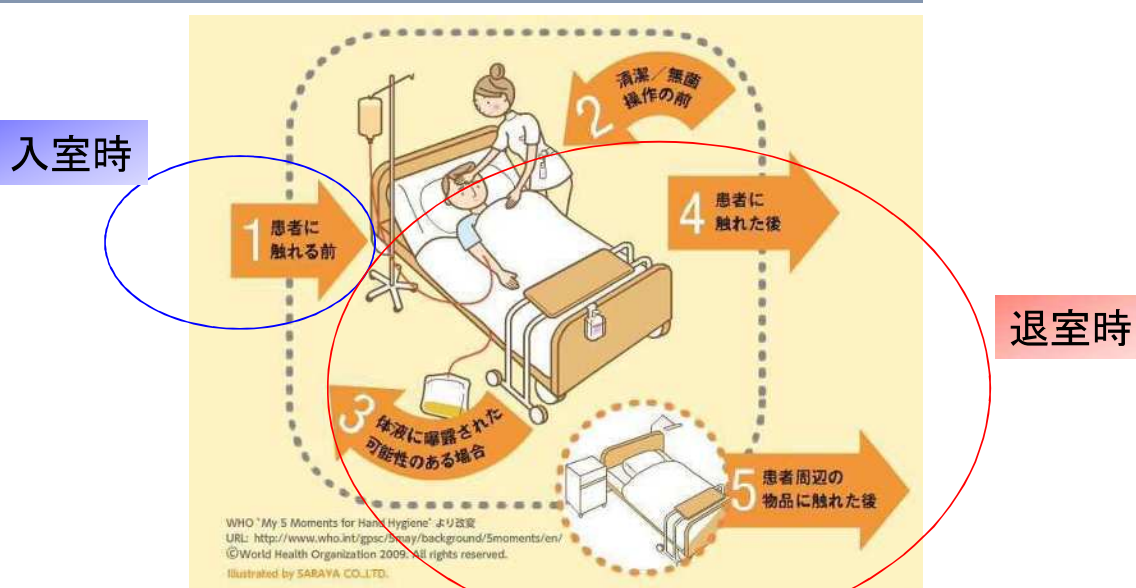 入室時
1
患者に
触れる前
2
清潔／無菌
操作の前
3
体液に曝露された
可能性のある場合
4
患者に
触れた後
5
患者周辺の
物品に触れた後
退室時
WHO "My 5 Moments for Hand Hygiene" より改変
URL: http://www.who.int/gpsc/5may/background/5moments/en/
©World Health Organization 2009. All rights reserved.
Illustrated by SARAYA CO.,LTD.